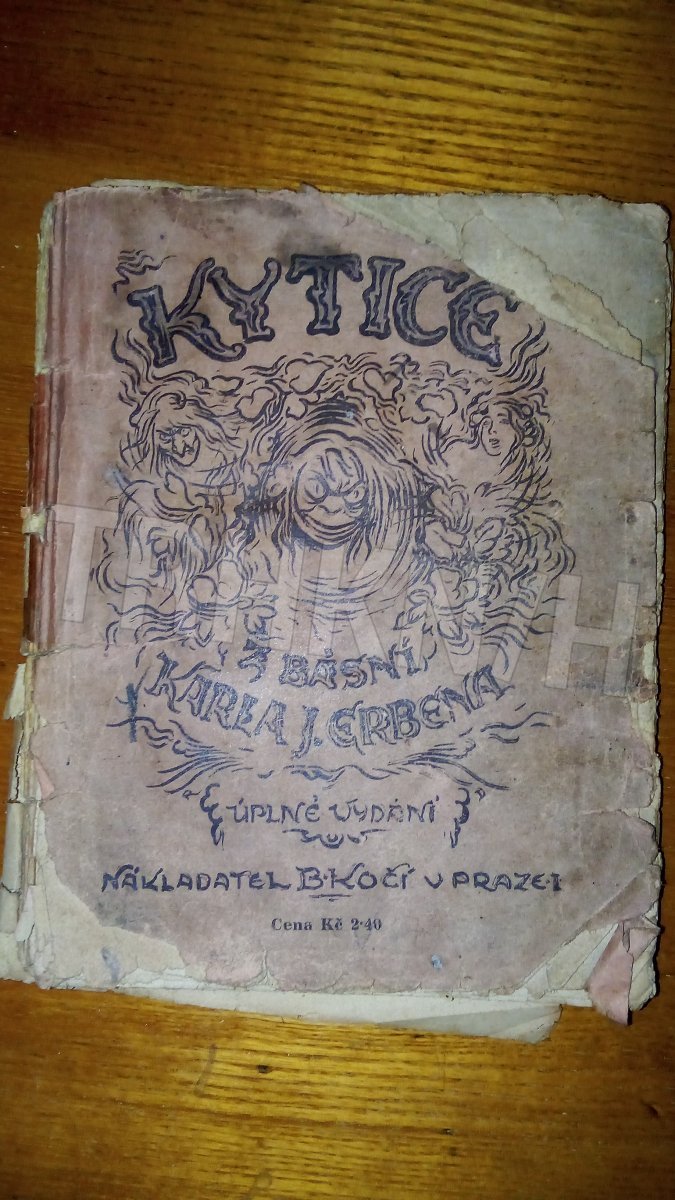 KYTICE
Z BÁSNÍ
KARLA J. ERBENA
ÚPLNÉ VYDÁNÍ
NÁKLADATEL B. KOČÍ V PRAZE-I
Cena Kč 2·40